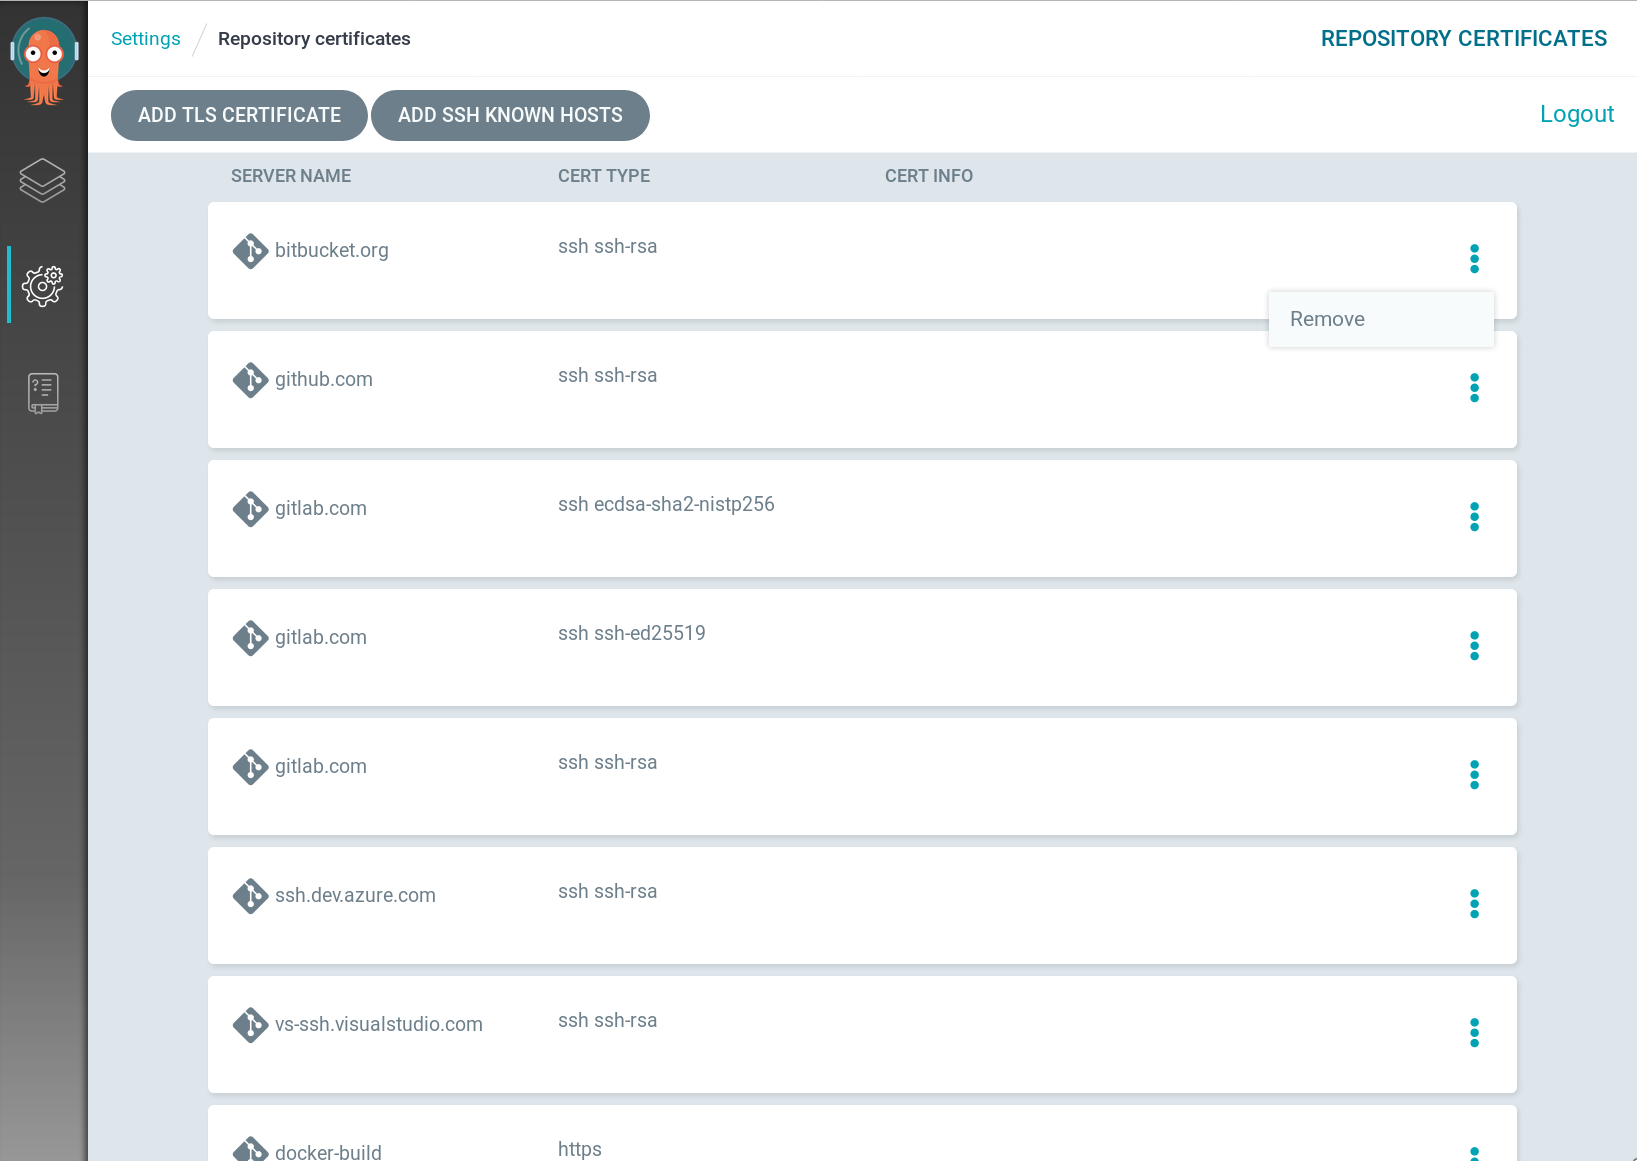 Settings / Repository certificates
REPOSITORY CERTIFICATES
ADD TLS CERTIFICATE ADD SSH KNOWN HOSTS
Logout
SERVER NAME CERT TYPE CERT INFO
bitbucket.org ssh ssh-rsa
Remove
github.com ssh ssh-rsa
gitlab.com ssh ecdsa-sha2-nistp256
gitlab.com ssh ssh-ed25519
gitlab.com ssh ssh-rsa
ssh.dev.azure.com ssh ssh-rsa
vs-ssh.visualstudio.com ssh ssh-rsa
docker-build https